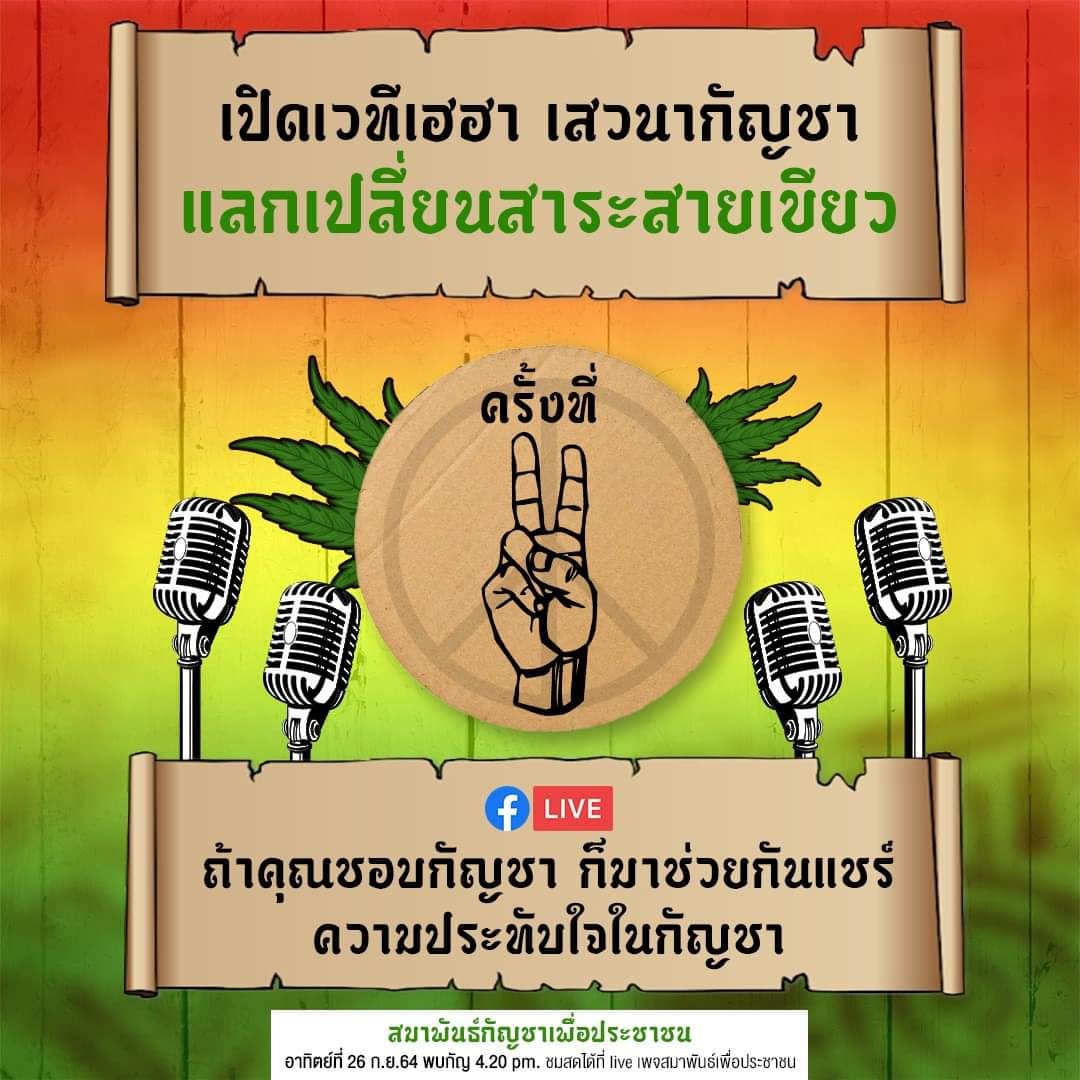 เปิดเวทีเฮฮา เสวนากัญชา
แลกเปลี่ยนสาระสายเขียว
ครั้งที่
LIVE
ถ้าคุณชอบกัญชา ก็มาช่วยกันแชร์
ความประทับใจในกัญชา
สมาพันธ์กัญชาเพื่อประชาชน
อาทิตย์ที่ 26 ก.ย.64 พบกัญ 4.20 pm. ชมสดได้ที่ live เพจสมาพันธ์เพื่อประชาชน